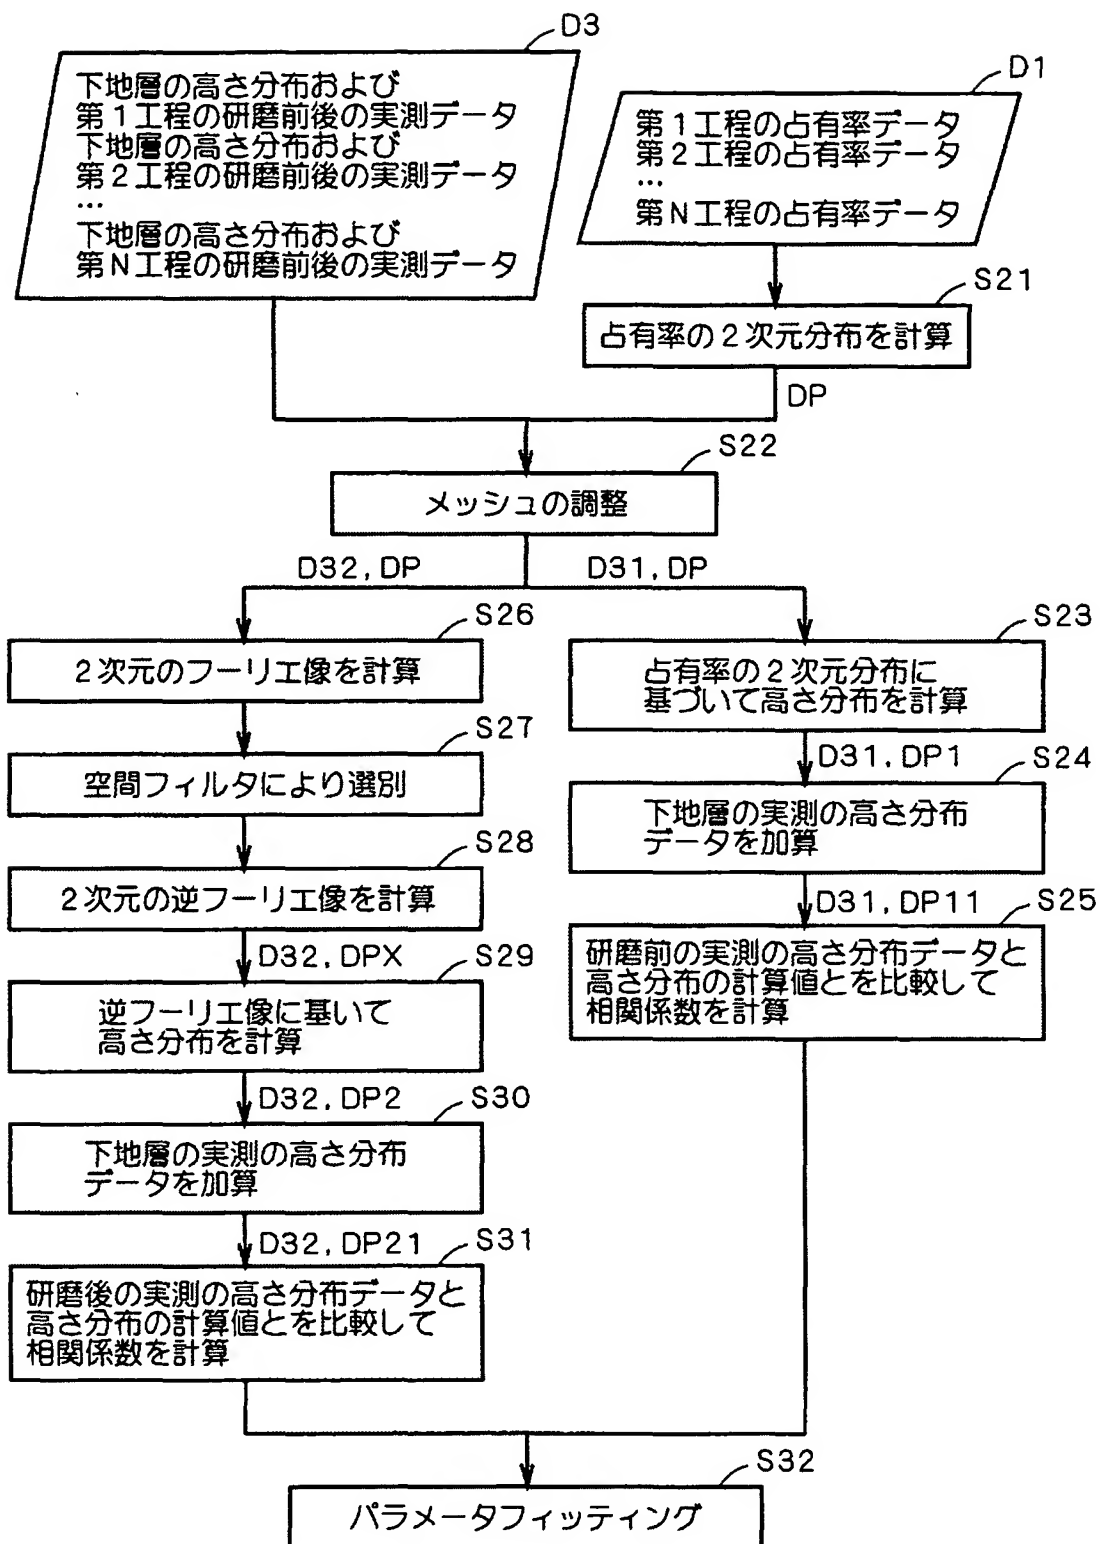 D3
下地層の高さ分布および
第1工程の研磨前後の実測データ
下地層の高さ分布および
第2工程の研磨前後の実測データ
...
下地層の高さ分布および
第N工程の研磨前後の実測データ
D1
第1工程の占有率データ
第2工程の占有率データ
...
第N工程の占有率データ
S21
占有率の2次元分布を計算
DP
S22
メッシュの調整
D32, DP
D31, DP
S26
2次元のフーリエ像を計算
S27
空間フィルタにより選別
S28
2次元の逆フーリエ像を計算
D32, DPX
S29
逆フーリエ像に基いて
高さ分布を計算
D32, DP2
S30
下地層の実測の高さ分布
データを加算
D32, DP21
S31
研磨後の実測の高さ分布データと
高さ分布の計算値とを比較して
相関係数を計算
S23
占有率の2次元分布に
基づいて高さ分布を計算
D31, DP1
S24
下地層の実測の高さ分布
データを加算
D31, DP11
S25
研磨前の実測の高さ分布データと
高さ分布の計算値とを比較して
相関係数を計算
S32
パラメータフィッティング